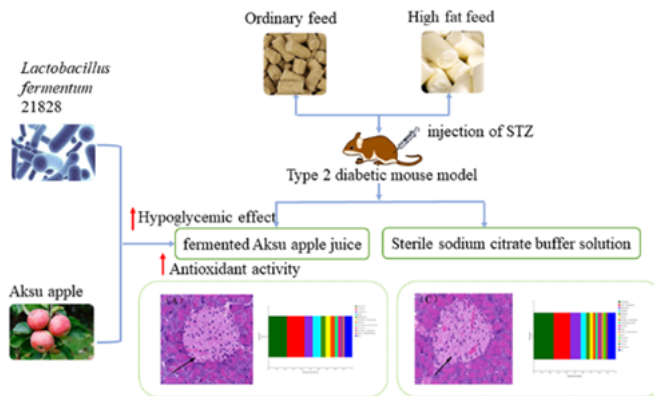 Ordinary feed
High fat feed
Lactobacillus
fermentum
21828
injection of STZ
Type 2 diabetic mouse model
Hypoglycemic effect
fermented Aksu apple juice
Sterile sodium citrate buffer solution
Antioxidant activity
Aksu apple
(A)
(C)